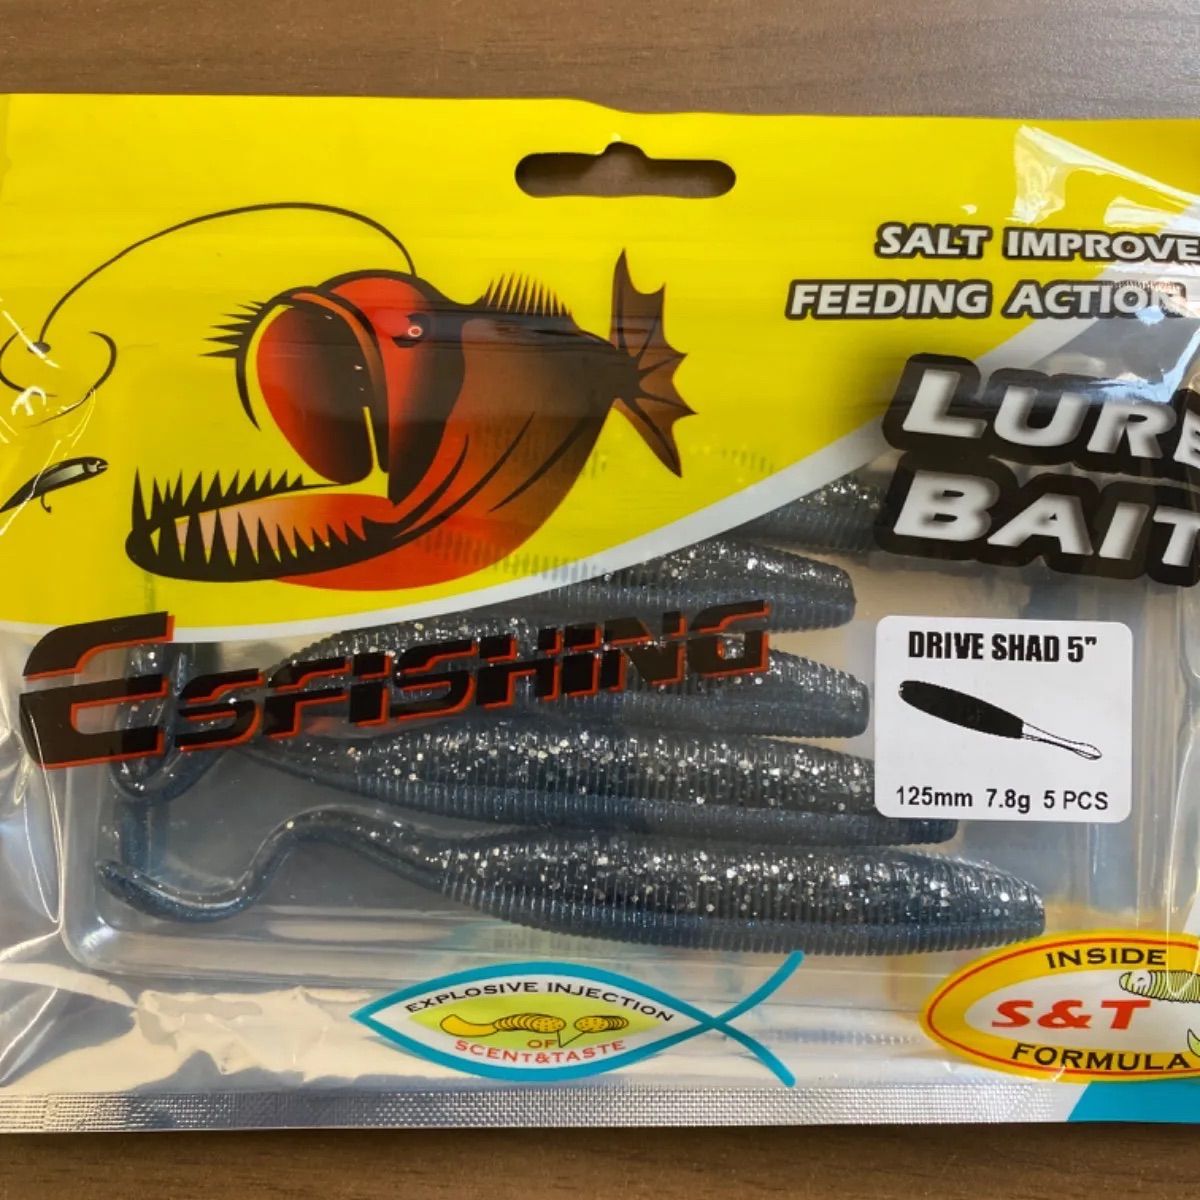 SALT IMPROVE
FEEDING ACTION
LURE
BAIT
ESFISHING
DRIVE SHAD 5"
125mm 7.8g 5 PCS
EXPLOSIVE INJECTION
OF
SCENT&TASTE
INSIDE
S&T
FORMULA